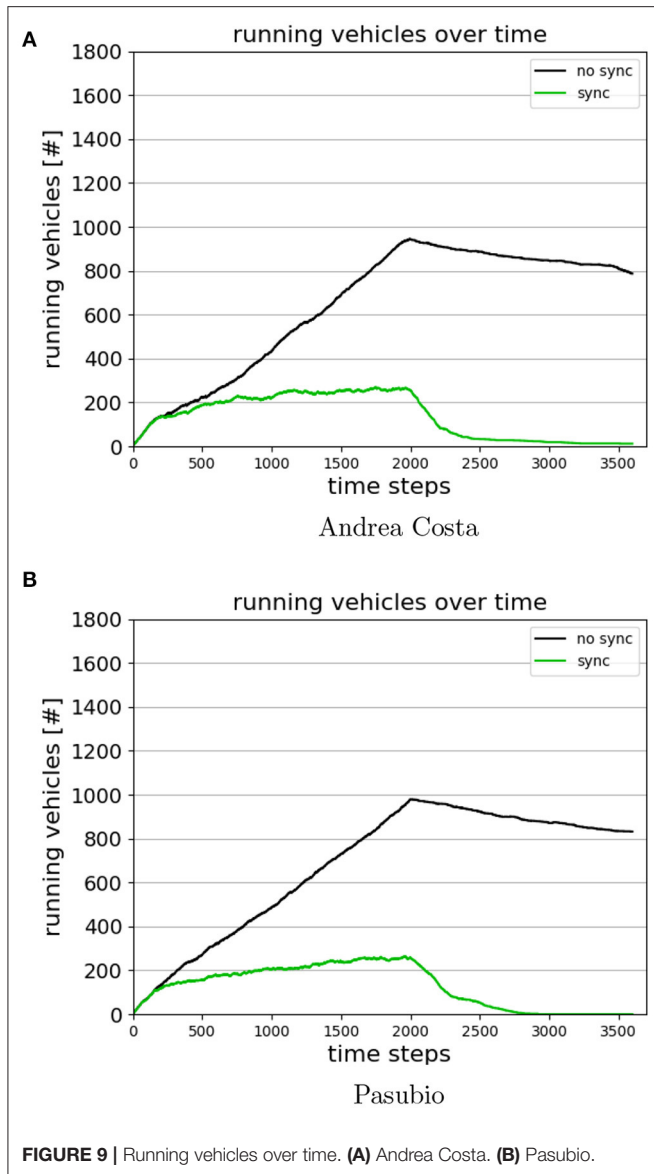 A
running vehicles over time
no sync
sync
running vehicles [#]
1800
1600
1400
1200
1000
800
600
400
200
0
0 500 1000 1500 2000 2500 3000 3500
time steps
Andrea Costa
B
running vehicles over time
no sync
sync
running vehicles [#]
1800
1600
1400
1200
1000
800
600
400
200
0
0 500 1000 1500 2000 2500 3000 3500
time steps
Pasubio
FIGURE 9 | Running vehicles over time. (A) Andrea Costa. (B) Pasubio.